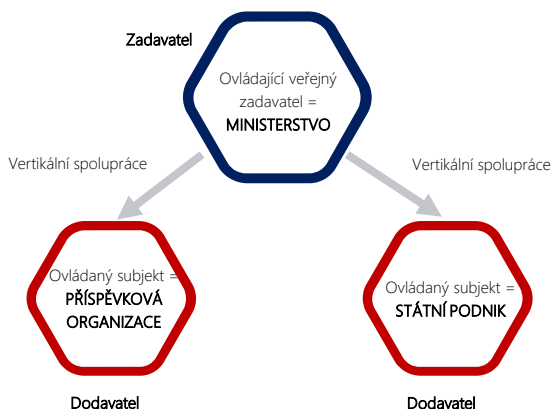 Zadavatel
Ovládající veřejný
zadavatel =
MINISTERSTVO
Vertikální spolupráce
Vertikální spolupráce
Ovládaný subjekt =
PŘÍSPĚVKOVÁ
ORGANIZACE
Ovládaný subjekt =
STÁTNÍ PODNIK
Dodavatel
Dodavatel